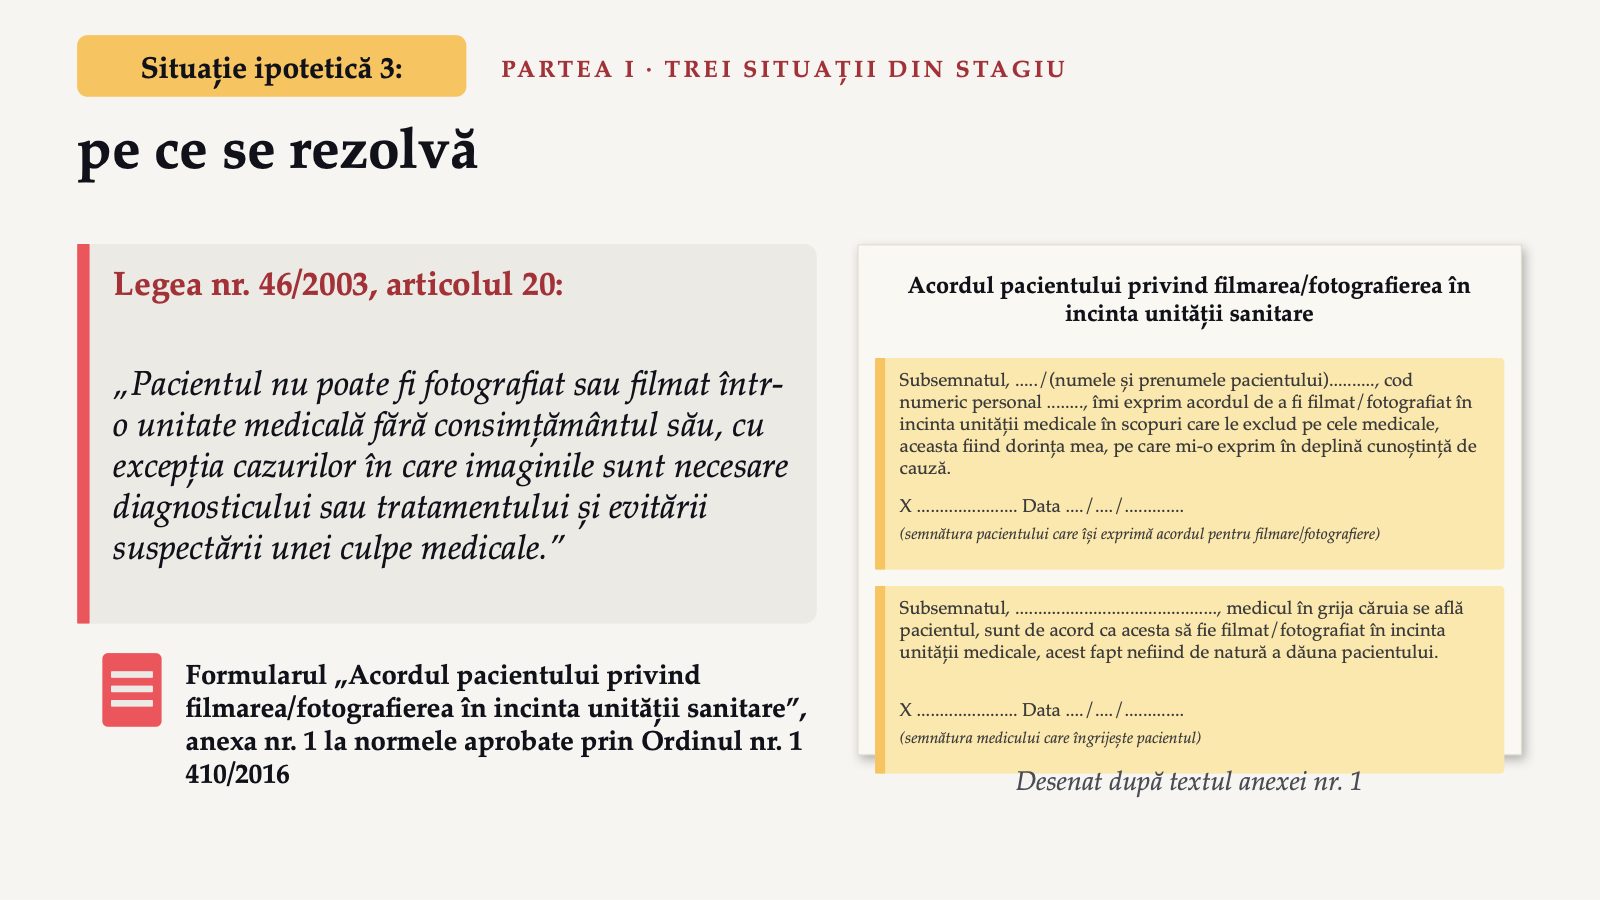 Situație ipotetică 3:
PARTEA I · TREI SITUAȚII DIN STAGIU
pe ce se rezolvă
Legea nr. 46/2003, articolul 20:
„Pacientul nu poate fi fotografiat sau filmat într-
o unitate medicală fără consimțământul său, cu
excepția cazurilor în care imaginile sunt necesare
diagnosticului sau tratamentului și evitării
suspectării unei culpe medicale.”
Formularul „Acordul pacientului privind
filmarea/fotografierea în incinta unității sanitare”,
anexa nr. 1 la normele aprobate prin Ordinul nr. 1
410/2016
Acordul pacientului privind filmarea/fotografierea în
incinta unității sanitare
Subsemnatul, ...../(numele și prenumele pacientului).........., cod
numeric personal ........, îmi exprim acordul de a fi filmat/fotografiat în
incinta unității medicale în scopuri care le exclud pe cele medicale,
aceasta fiind dorința mea, pe care mi-o exprim în deplină cunoștință de
cauză.
X ...................... Data ..../..../.............
(semnătura pacientului care își exprimă acordul pentru filmare/fotografiere)
Subsemnatul, ............................................, medicul în grija căruia se află
pacientul, sunt de acord ca acesta să fie filmat/fotografiat în incinta
unității medicale, acest fapt nefiind de natură a dăuna pacientului.
X ...................... Data ..../..../.............
(semnătura medicului care îngrijește pacientul)
Desenat după textul anexei nr. 1